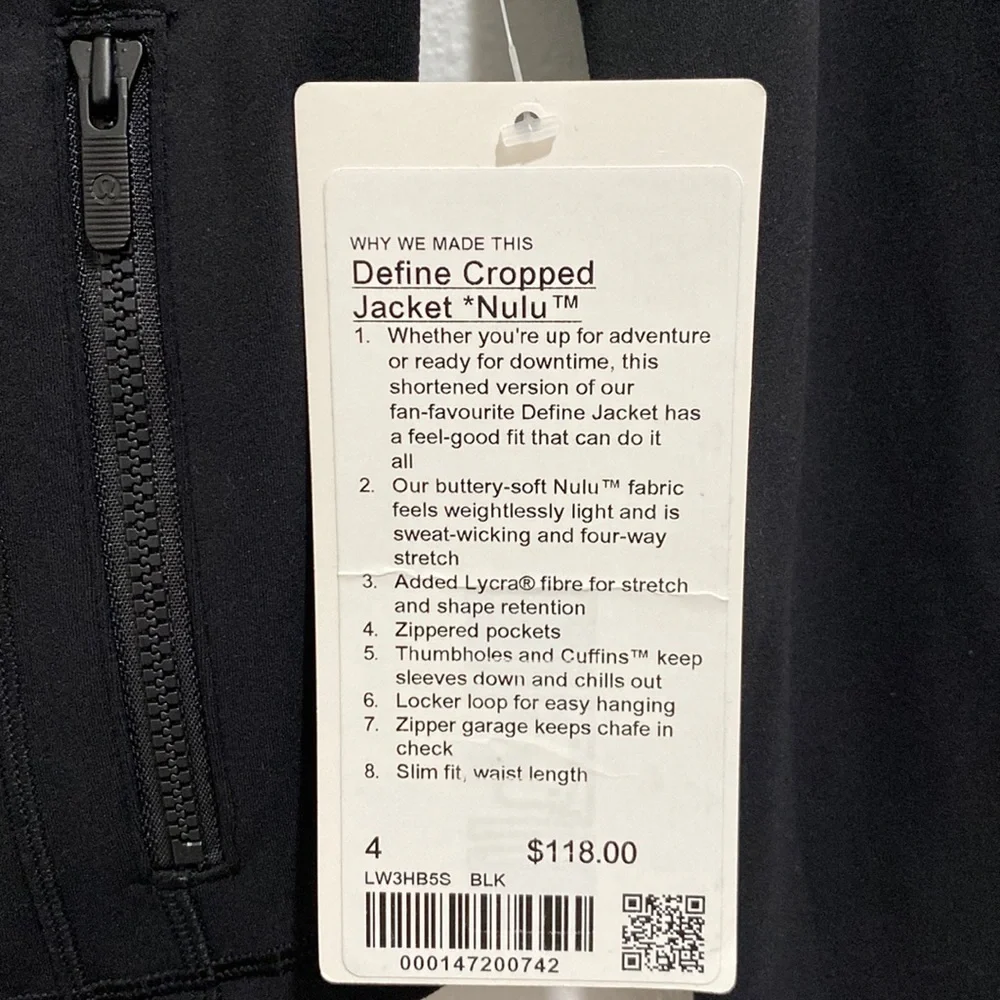 WHY WE MADE THIS
Define Cropped
Jacket *Nulu™
1. Whether you're up for adventure
or ready for downtime, this
shortened version of our
fan-favourite Define Jacket has
a feel-good fit that can do it
all
2. Our buttery-soft Nulu™ fabric
feels weightlessly light and is
sweat-wicking and four-way
stretch
3. Added Lycra® fibre for stretch
and shape retention
4. Zippered pockets
5. Thumbholes and Cuffins™ keep
sleeves down and chills out
6. Locker loop for easy hanging
7. Zipper garage keeps chafe in
check
8. Slim fit, waist length
4 $118.00
LW3HB5S BLK
000147200742